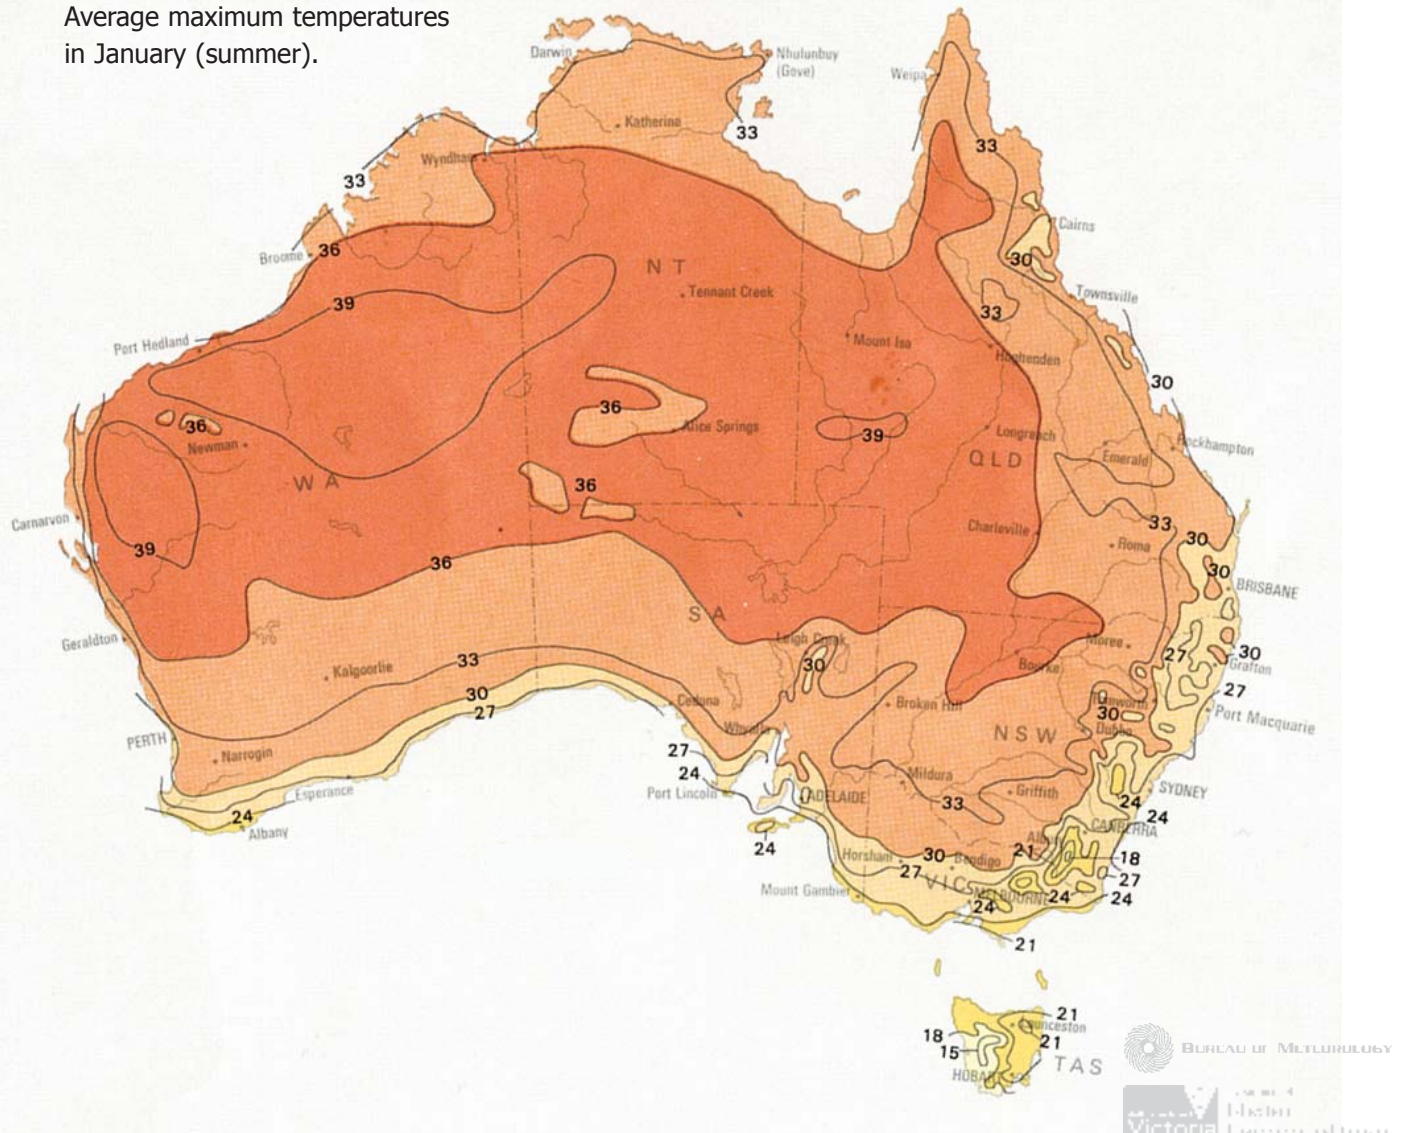 Average maximum temperatures
in January (summer).
Darwin
Nhulunbuy
(Gove)
Weipa
Katherine
33
33
Wyndham
33
Cairns
Broome
36
30
NT
Tennant Creek
Townsville
39
33
Port Hedland
Mount Isa
Hughenden
30
36
36
Alice Springs
39
Longreach
Newman
QLD
Emerald
Rockhampton
WA
36
Carnarvon
Charleville
33
30
39
Roma
36
30
BRISBANE
SA
Geraldton
Leigh Creek
Moree
30
Kalgoorlie
33
30
Bourke
27
Grafton
30
27
Ceduna
Broken Hill
Tamworth
27
30
Port Macquarie
PERTH
Whyalla
NSW
Dubbo
Narrogin
27
24
Mildura
Port Lincoln
ADELAIDE
33
Griffith
SYDNEY
Esperance
24
24
24
Albany
CANBERRA
Albury
24
Horsham
30
Bendigo
21
18
27
VIC
27
Mount Gambier
MELBOURNE
24
24
24
21
21
Launceston
18
21
15
TAS
HOBART
BUREAU OF METEOROLOGY
Victoria